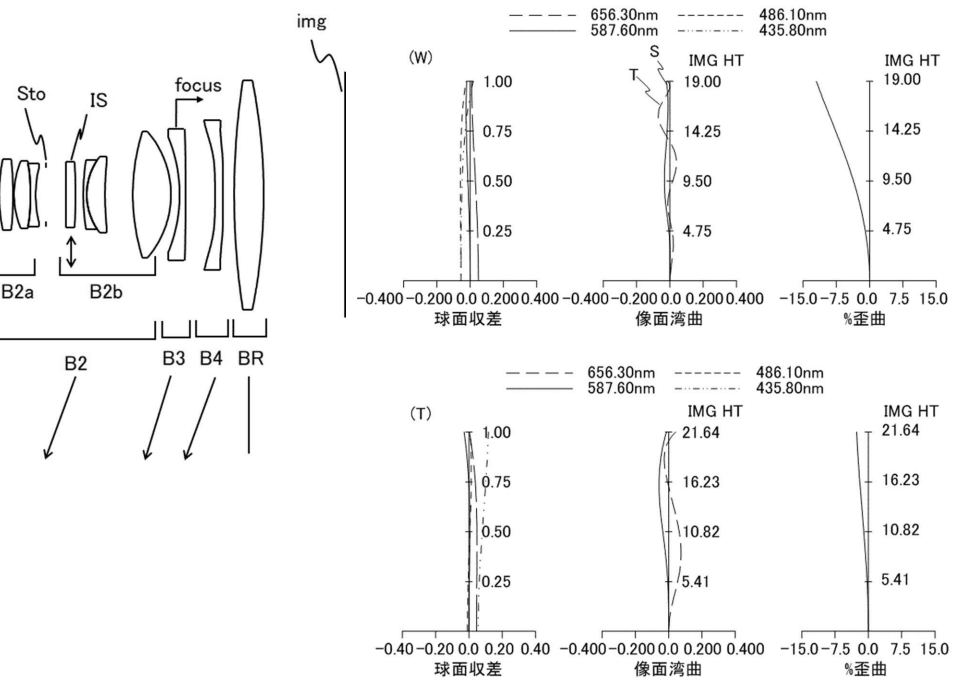 img
Sto
IS
focus
B2a
B2b
B2
B3
B4
BR
656.30nm
486.10nm
587.60nm
435.80nm
(W)
S
T
IMG HT
IMG HT
1.00
0.75
0.50
0.25
19.00
14.25
9.50
4.75
19.00
14.25
9.50
4.75
-0.400
-0.200 0.0 0.200 0.400
-0.400
-0.200 0.0 0.200 0.400
-15.0 -7.5 0.0 7.5 15.0
球面収差
像面湾曲
%歪曲
656.30nm
486.10nm
587.60nm
435.80nm
(T)
IMG HT
IMG HT
1.00
0.75
0.50
0.25
21.64
16.23
10.82
5.41
21.64
16.23
10.82
5.41
-0.400
-0.200 0.0 0.200 0.400
-0.400
-0.200 0.0 0.200 0.400
-15.0 -7.5 0.0 7.5 15.0
球面収差
像面湾曲
%歪曲